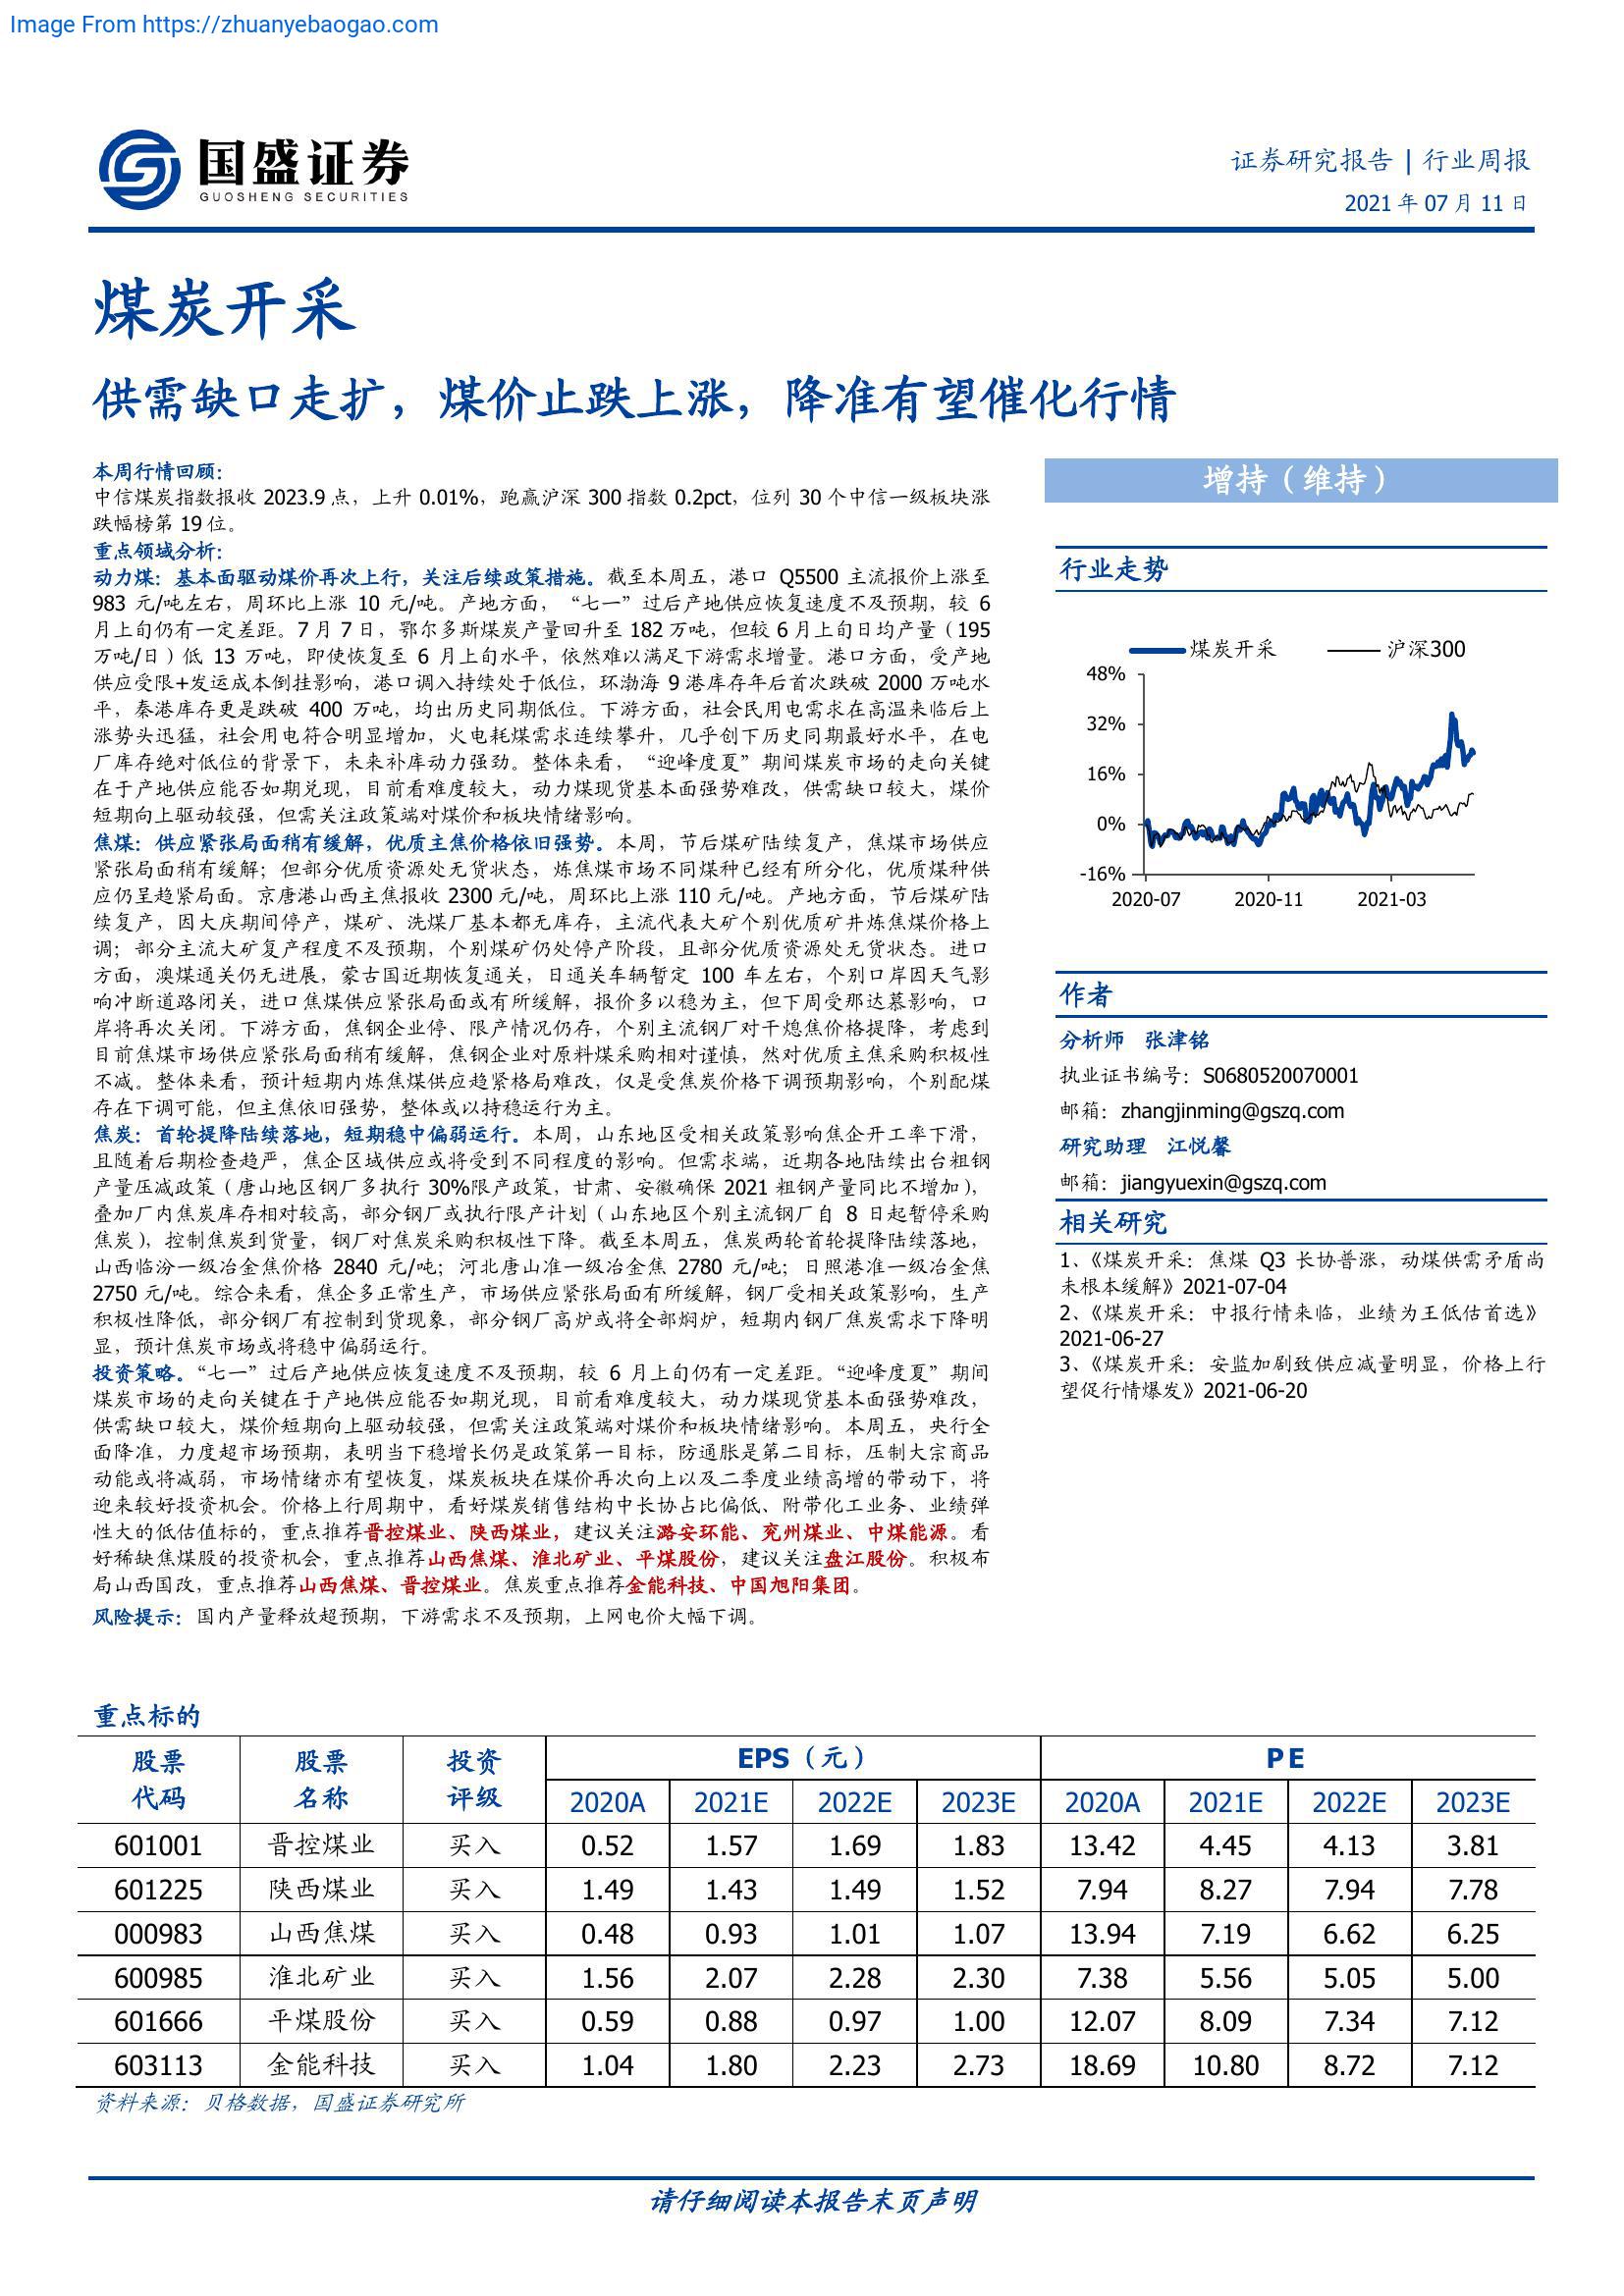 Image From https://zhuanyebaogao.com
国盛证券
GUOSHENG SECURITIES
证券研究报告 | 行业周报
2021 年 07 月 11 日
煤炭开采
供需缺口走扩，煤价止跌上涨，降准有望催化行情
本周行情回顾：
中信煤炭指数报收 2023.9 点，上升 0.01%，跑赢沪深 300 指数 0.2pct，位列 30 个中信一级板块涨
跌幅榜第 19 位。
重点领域分析：
动力煤：基本面驱动煤价再次上行，关注后续政策措施。截至本周五，港口 Q5500 主流报价上涨至
983 元/吨左右，周环比上涨 10 元/吨。产地方面，“七一”过后产地供应恢复速度不及预期，较 6
月上旬仍有一定差距。7 月 7 日，鄂尔多斯煤炭产量回升至 182 万吨，但较 6 月上旬日均产量（195
万吨/日）低 13 万吨，即使恢复至 6 月上旬水平，依然难以满足下游需求增量。港口方面，受产地
供应受限+发运成本倒挂影响，港口调入持续处于低位，环渤海 9 港库存年后首次跌破 2000 万吨水
平，秦港库存更是跌破 400 万吨，均出历史同期低位。下游方面，社会民用电需求在高温来临后上
涨势头迅猛，社会用电符合明显增加，火电耗煤需求连续攀升，几乎创下历史同期最好水平，在电
厂库存绝对低位的背景下，未来补库动力强劲。整体来看，“迎峰度夏”期间煤炭市场的走向关键
在于产地供应能否如期兑现，目前看难度较大，动力煤现货基本面强势难改，供需缺口较大，煤价
短期向上驱动较强，但需关注政策端对煤价和板块情绪影响。
焦煤：供应紧张局面稍有缓解，优质主焦价格依旧强势。本周，节后煤矿陆续复产，焦煤市场供应
紧张局面稍有缓解；但部分优质资源处无货状态，炼焦煤市场不同煤种已经有所分化，优质煤种供
应仍呈趋紧局面。京唐港山西主焦报收 2300 元/吨，周环比上涨 110 元/吨。产地方面，节后煤矿陆
续复产，因大庆期间停产，煤矿、洗煤厂基本都无库存，主流代表大矿个别优质矿井炼焦煤价格上
调；部分主流大矿复产程度不及预期，个别煤矿仍处停产阶段，且部分优质资源处无货状态。进口
方面，澳煤通关仍无进展，蒙古国近期恢复通关，日通关车辆暂定 100 车左右，个别口岸因天气影
响冲断道路闭关，进口焦煤供应紧张局面或有所缓解，报价多以稳为主，但下周受那达慕影响，口
岸将再次关闭。下游方面，焦钢企业停、限产情况仍存，个别主流钢厂对干熄焦价格提降，考虑到
目前焦煤市场供应紧张局面稍有缓解，焦钢企业对原料煤采购相对谨慎，然对优质主焦采购积极性
不减。整体来看，预计短期内炼焦煤供应趋紧格局难改，仅是受焦炭价格下调预期影响，个别配煤
存在下调可能，但主焦依旧强势，整体或以持稳运行为主。
焦炭：首轮提降陆续落地，短期稳中偏弱运行。本周，山东地区受相关政策影响焦企开工率下滑，
且随着后期检查趋严，焦企区域供应或将受到不同程度的影响。但需求端，近期各地陆续出台粗钢
产量压减政策（唐山地区钢厂多执行 30%限产政策，甘肃、安徽确保 2021 粗钢产量同比不增加），
叠加厂内焦炭库存相对较高，部分钢厂或执行限产计划（山东地区个别主流钢厂自 8 日起暂停采购
焦炭），控制焦炭到货量，钢厂对焦炭采购积极性下降。截至本周五，焦炭两轮首轮提降陆续落地，
山西临汾一级冶金焦价格 2840 元/吨；河北唐山准一级冶金焦 2780 元/吨；日照港准一级冶金焦
2750 元/吨。综合来看，焦企多正常生产，市场供应紧张局面有所缓解，钢厂受相关政策影响，生产
积极性降低，部分钢厂有控制到货现象，部分钢厂高炉或将全部焖炉，短期内钢厂焦炭需求下降明
显，预计焦炭市场或将稳中偏弱运行。
投资策略。“七一”过后产地供应恢复速度不及预期，较 6 月上旬仍有一定差距。“迎峰度夏”期间
煤炭市场的走向关键在于产地供应能否如期兑现，目前看难度较大，动力煤现货基本面强势难改，
供需缺口较大，煤价短期向上驱动较强，但需关注政策端对煤价和板块情绪影响。本周五，央行全
面降准，力度超市场预期，表明当下稳增长仍是政策第一目标，防通胀是第二目标，压制大宗商品
动能或将减弱，市场情绪亦有望恢复，煤炭板块在煤价再次向上以及二季度业绩高增的带动下，将
迎来较好投资机会。价格上行周期中，看好煤炭销售结构中长协占比偏低、附带化工业务、业绩弹
性大的低估值标的，重点推荐晋控煤业、陕西煤业，建议关注潞安环能、兖州煤业、中煤能源。看
好稀缺焦煤股的投资机会，重点推荐山西焦煤、淮北矿业、平煤股份，建议关注盘江股份。积极布
局山西国改，重点推荐山西焦煤、晋控煤业。焦炭重点推荐金能科技、中国旭阳集团。
风险提示：国内产量释放超预期，下游需求不及预期，上网电价大幅下调。
增持（维持）
行业走势
煤炭开采 沪深300
48%
32%
16%
0%
-16%
2020-07 2020-11 2021-03
作者
分析师 张津铭
执业证书编号：S0680520070001
邮箱：zhangjinming@gszq.com
研究助理 江悦馨
邮箱：jiangyuexin@gszq.com
相关研究
1、《煤炭开采：焦煤 Q3 长协普涨，动煤供需矛盾尚
未根本缓解》2021-07-04
2、《煤炭开采：中报行情来临，业绩为王低估首选》
2021-06-27
3、《煤炭开采：安监加剧致供应减量明显，价格上行
望促行情爆发》2021-06-20
重点标的
股票 股票 投资 EPS（元） PE
代码 名称 评级 2020A 2021E 2022E 2023E 2020A 2021E 2022E 2023E
601001 晋控煤业 买入 0.52 1.57 1.69 1.83 13.42 4.45 4.13 3.81
601225 陕西煤业 买入 1.49 1.43 1.49 1.52 7.94 8.27 7.94 7.78
000983 山西焦煤 买入 0.48 0.93 1.01 1.07 13.94 7.19 6.62 6.25
600985 淮北矿业 买入 1.56 2.07 2.28 2.30 7.38 5.56 5.05 5.00
601666 平煤股份 买入 0.59 0.88 0.97 1.00 12.07 8.09 7.34 7.12
603113 金能科技 买入 1.04 1.80 2.23 2.73 18.69 10.80 8.72 7.12
资料来源：贝格数据，国盛证券研究所
请仔细阅读本报告末页声明